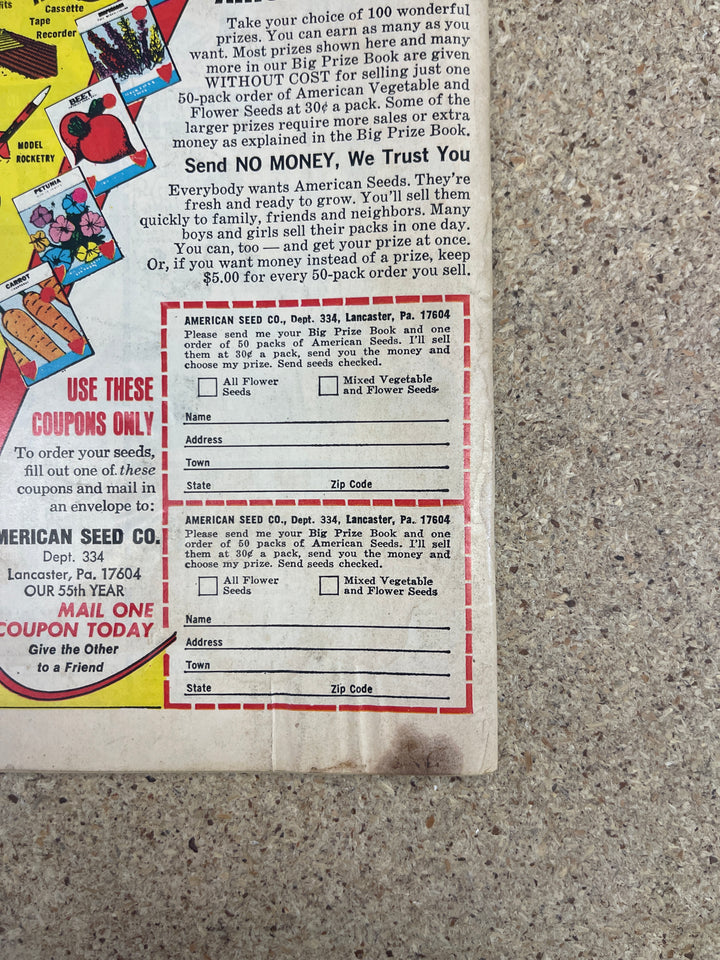 Cassette
Tape
Recorder
MODEL
ROCKETRY
BEET
PETUNIA
CARROT
Take your choice of 100 wonderful
prizes. You can earn as many as you
want. Most prizes shown here and many
more in our Big Prize Book are given
WITHOUT COST for selling just one
50-pack order of American Vegetable and
Flower Seeds at 30¢ a pack. Some of the
larger prizes require more sales or extra
money as explained in the Big Prize Book.
Send NO MONEY, We Trust You
Everybody wants American Seeds. They're
fresh and ready to grow. You'll sell them
quickly to family, friends and neighbors. Many
boys and girls sell their packs in one day.
You can, too — and get your prize at once.
Or, if you want money instead of a prize, keep
$5.00 for every 50-pack order you sell.
USE THESE
COUPONS ONLY
To order your seeds,
fill out one of these
coupons and mail in
an envelope to:
MERICAN SEED CO.
Dept. 334
Lancaster, Pa. 17604
OUR 55th YEAR
MAIL ONE
COUPON TODAY
Give the Other
to a Friend
AMERICAN SEED CO., Dept. 334, Lancaster, Pa. 17604
Please send me your Big Prize Book and one
order of 50 packs of American Seeds. I'll sell
them at 30¢ a pack, send you the money and
choose my prize. Send seeds checked.
All Flower
Seeds
Mixed Vegetable
and Flower Seeds
Name
Address
Town
State Zip Code
AMERICAN SEED CO., Dept. 334, Lancaster, Pa. 17604
Please send me your Big Prize Book and one
order of 50 packs of American Seeds. I'll sell
them at 30¢ a pack, send you the money and
choose my prize. Send seeds checked.
All Flower
Seeds
Mixed Vegetable
and Flower Seeds
Name
Address
Town
State Zip Code